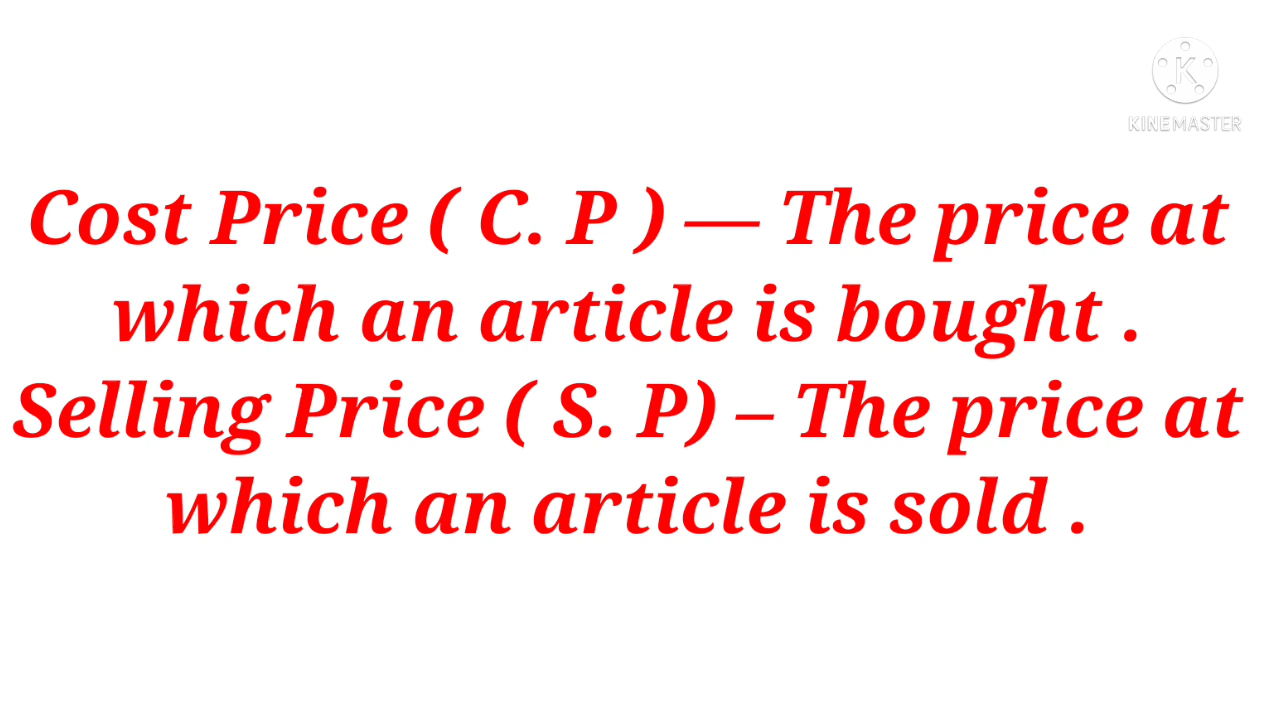 K
KINEMASTER
Cost Price ( C. P ) — The price at
which an article is bought .
Selling Price ( S. P) – The price at
which an article is sold .